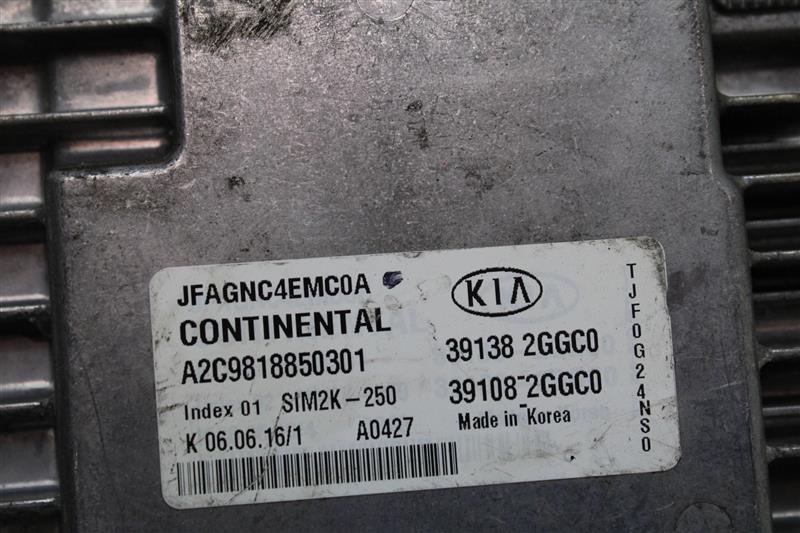 JFAGNC4EMC0A
CONTINENTAL
A2C9818850301
Index 01 SIM2K-250
K 06.06.16/1 A0427
KIA
39138 2GGC0
39108-2GGC0
Made in Korea
TJF0G24NS0